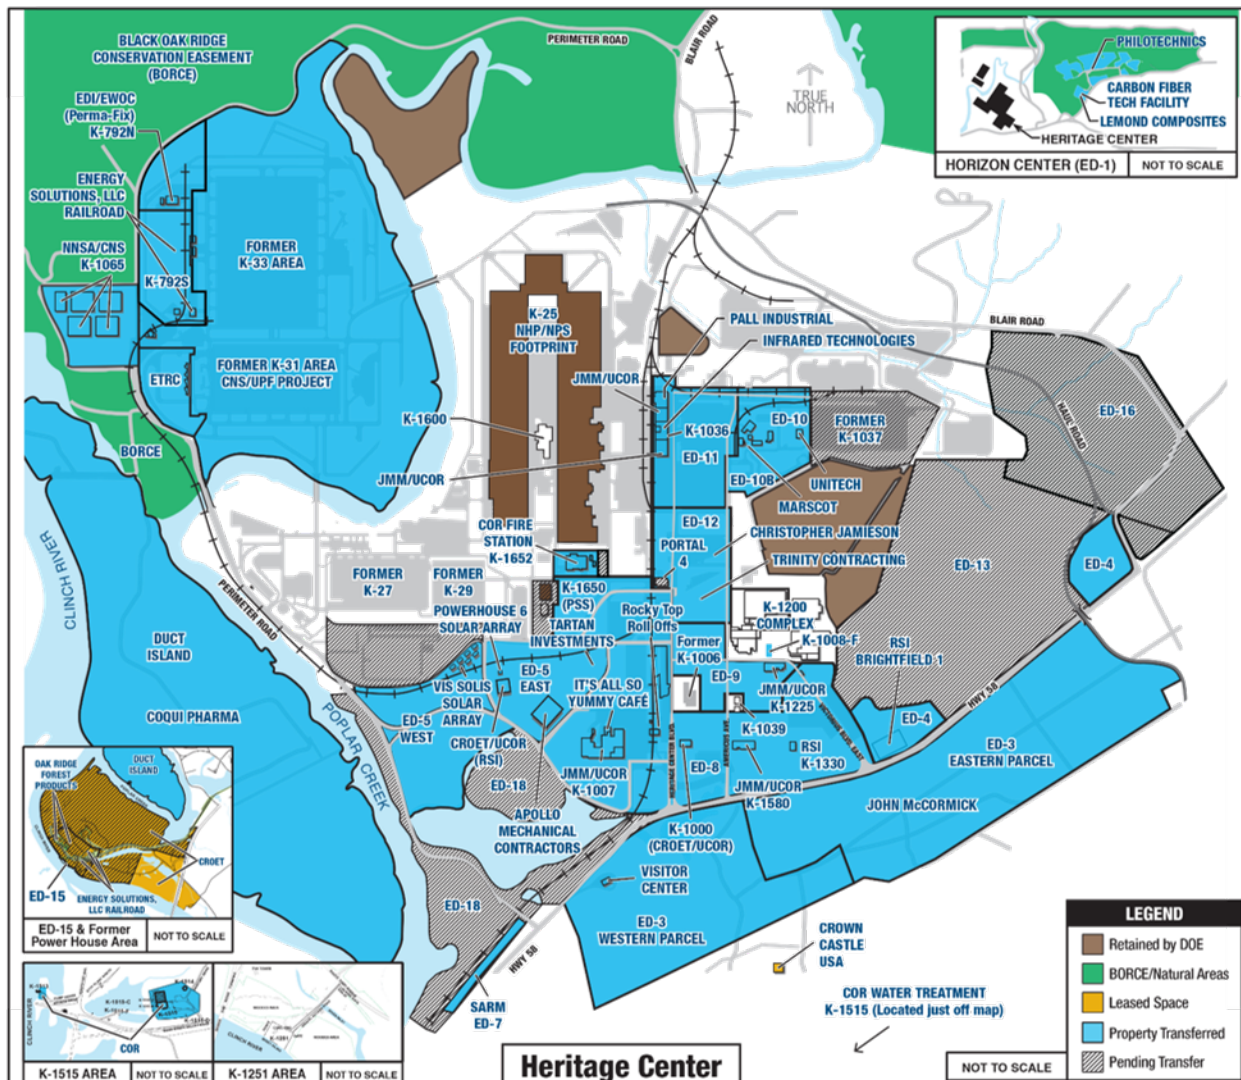 BLACK OAK RIDGE
CONSERVATION EASEMENT
(BORCE)
PERIMETER ROAD
BLAIR ROAD
TRUE
NORTH
PHILOTECHNICS
CARBON FIBER
TECH FACILITY
LEMOND COMPOSITES
HERITAGE CENTER
HORIZON CENTER (ED-1)
NOT TO SCALE
EDI/EWOC
(Perma-Fix)
K-792N
ENERGY
SOLUTIONS, LLC
RAILROAD
NNSA/CNS
K-1065
K-792S
FORMER
K-33 AREA
FORMER K-31 AREA
CNS/UPF PROJECT
ETRC
BORCE
K-25
NHP/NPS
FOOTPRINT
K-1600
JMM/UCOR
JMM/UCOR
PALL INDUSTRIAL
INFRARED TECHNOLOGIES
K-1036
ED-11
ED-10
ED-10B
FORMER
K-1037
UNITECH
MARSCOT
BLAIR ROAD
HAUL ROAD
ED-16
COR FIRE
STATION
K-1652
ED-12
PORTAL
4
CHRISTOPHER JAMIESON
TRINITY CONTRACTING
ED-13
ED-4
CLINCH RIVER
PERIMETER ROAD
FORMER
K-27
FORMER
K-29
POWERHOUSE 6
SOLAR ARRAY
K-1650
(PSS)
TARTAN
INVESTMENTS
Rocky Top
Roll Offs
K-1200
COMPLEX
K-1008-F
RSI
BRIGHTFIELD 1
Former
K-1006
ED-9
JMM/UCOR
K-1225
DUCT
ISLAND
COQUI PHARMA
POPLAR CREEK
VIS SOLIS
SOLAR
ARRAY
ED-5
EAST
ED-5
WEST
IT'S ALL SO
YUMMY CAFÉ
CROET/UCOR
(RSI)
JMM/UCOR
K-1007
HERITAGE CENTER BLVD
K-1039
RSI
K-1330
ED-8
JMM/UCOR
K-1580
ED-4
HWY 58
ED-3
EASTERN PARCEL
JOHN McCORMICK
ED-18
APOLLO
MECHANICAL
CONTRACTORS
K-1000
(CROET/UCOR)
VISITOR
CENTER
ED-3
WESTERN PARCEL
ED-18
HWY 58
SARM
ED-7
CROWN
CASTLE
USA
COR WATER TREATMENT
K-1515 (Located just off map)
OAK RIDGE
FOREST
PRODUCTS
DUCT
ISLAND
CROET
ED-15
ENERGY SOLUTIONS,
LLC RAILROAD
ED-15 & Former
Power House Area
NOT TO SCALE
CLINCH RIVER
COR
K-1515 AREA
NOT TO SCALE
CLINCH RIVER
K-1251 AREA
NOT TO SCALE
Heritage Center
NOT TO SCALE
LEGEND
Retained by DOE
BORCE/Natural Areas
Leased Space
Property Transferred
Pending Transfer